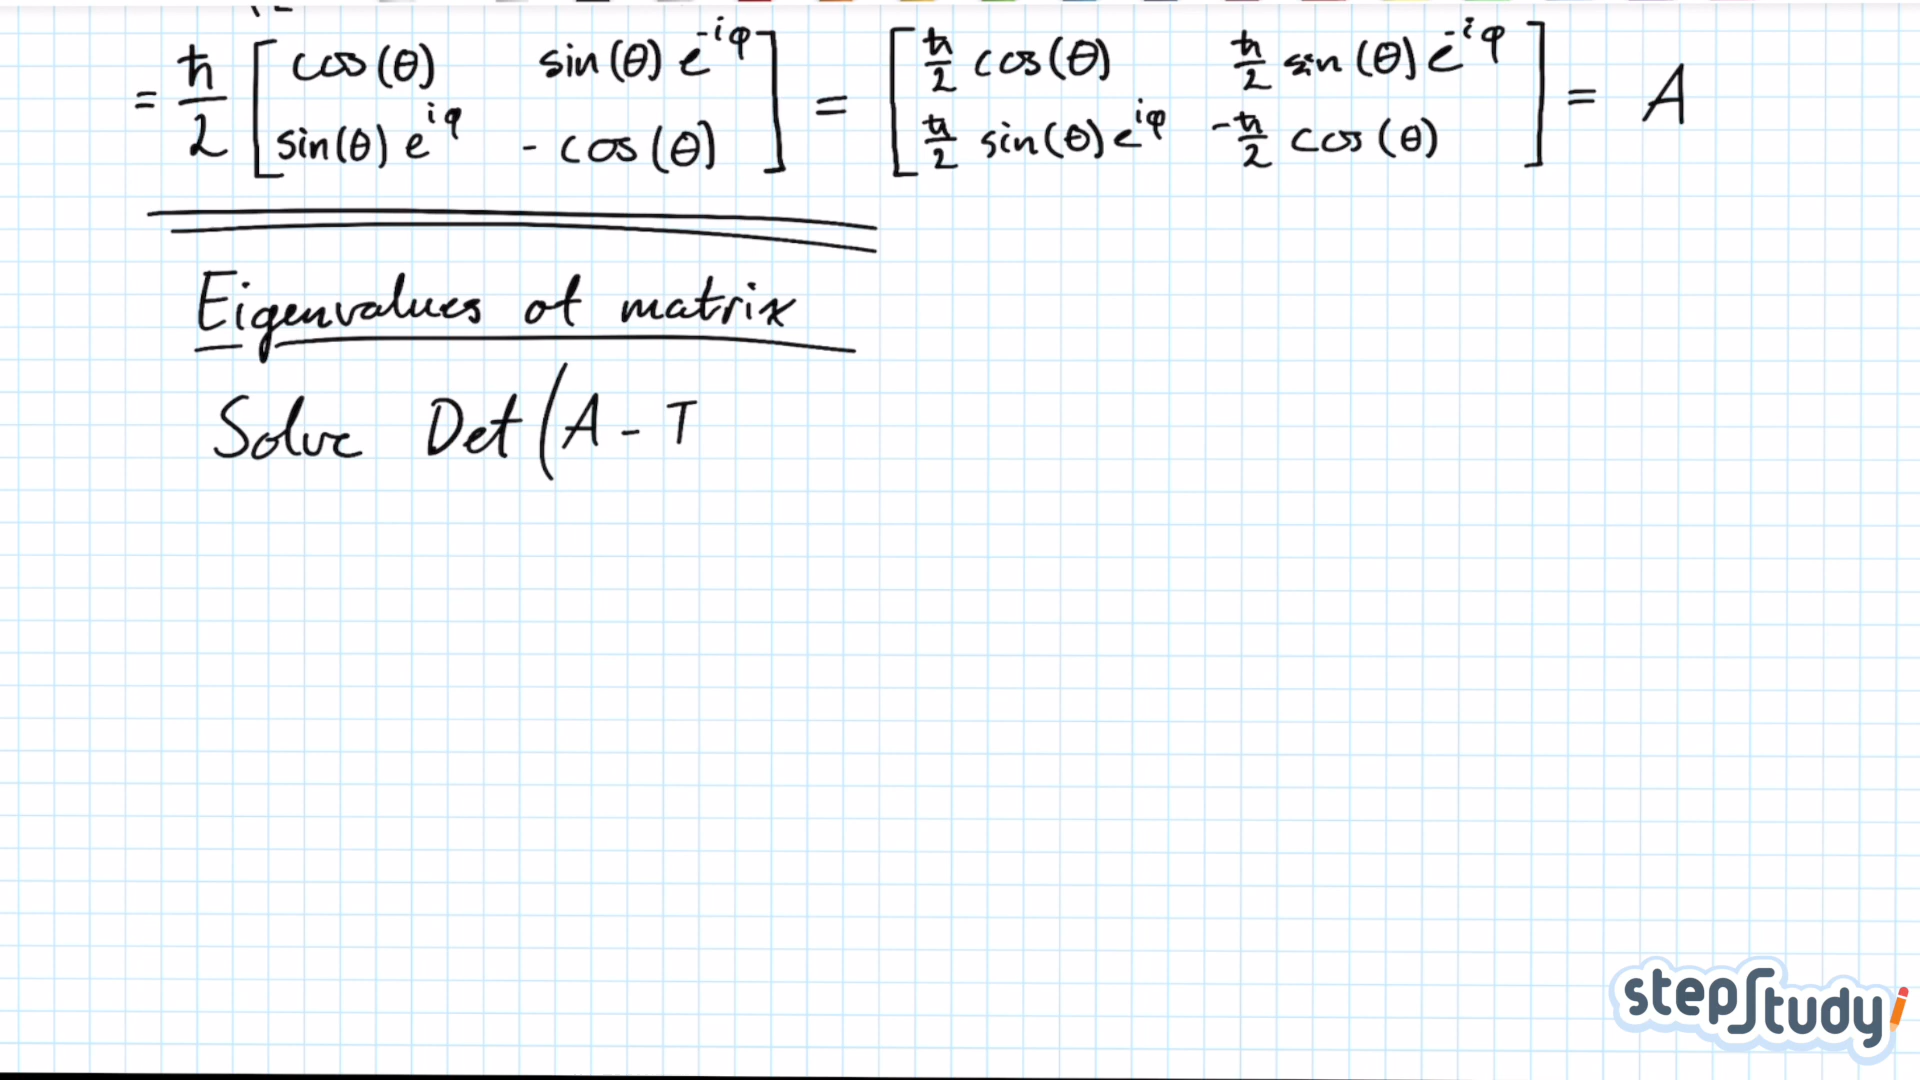 = ħ/2 [cos(θ) sin(θ) e^-iφ; sin(θ) e^iφ - cos(θ)] = [ħ/2 cos(θ) ħ/2 sin(θ) e^-iφ; ħ/2 sin(θ) e^iφ -ħ/2 cos(θ)] = A
Eigenvalues of matrix
Solve Det(A - I
stepStudy